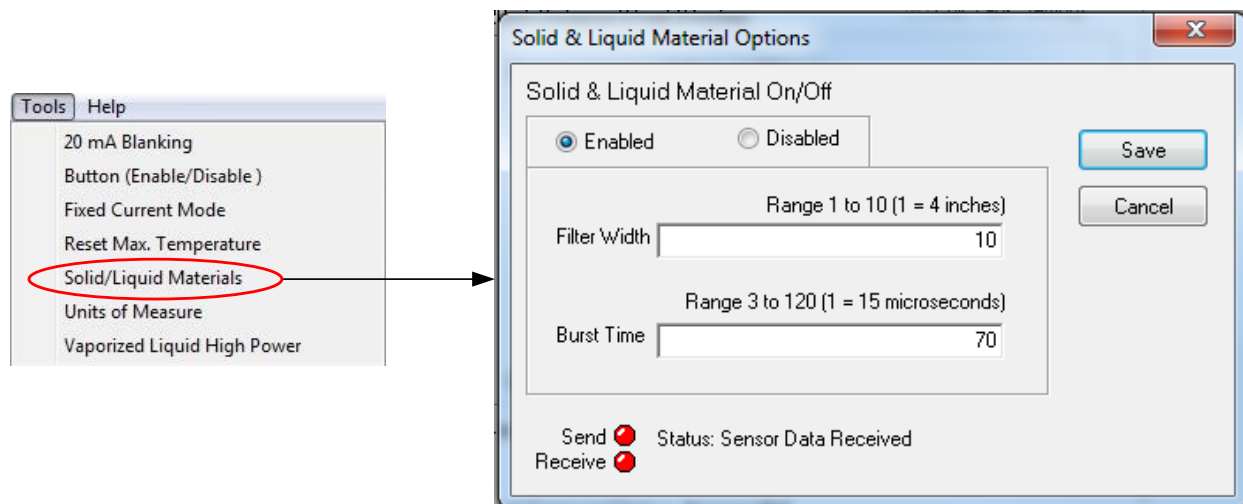 Tools Help
20 mA Blanking
Button (Enable/Disable )
Fixed Current Mode
Reset Max. Temperature
Solid/Liquid Materials
Units of Measure
Vaporized Liquid High Power
Solid & Liquid Material Options
Solid & Liquid Material On/Off
Enabled Disabled
Save
Cancel
Range 1 to 10 (1 = 4 inches)
Filter Width 10
Range 3 to 120 (1 = 15 microseconds)
Burst Time 70
Send Status: Sensor Data Received
Receive